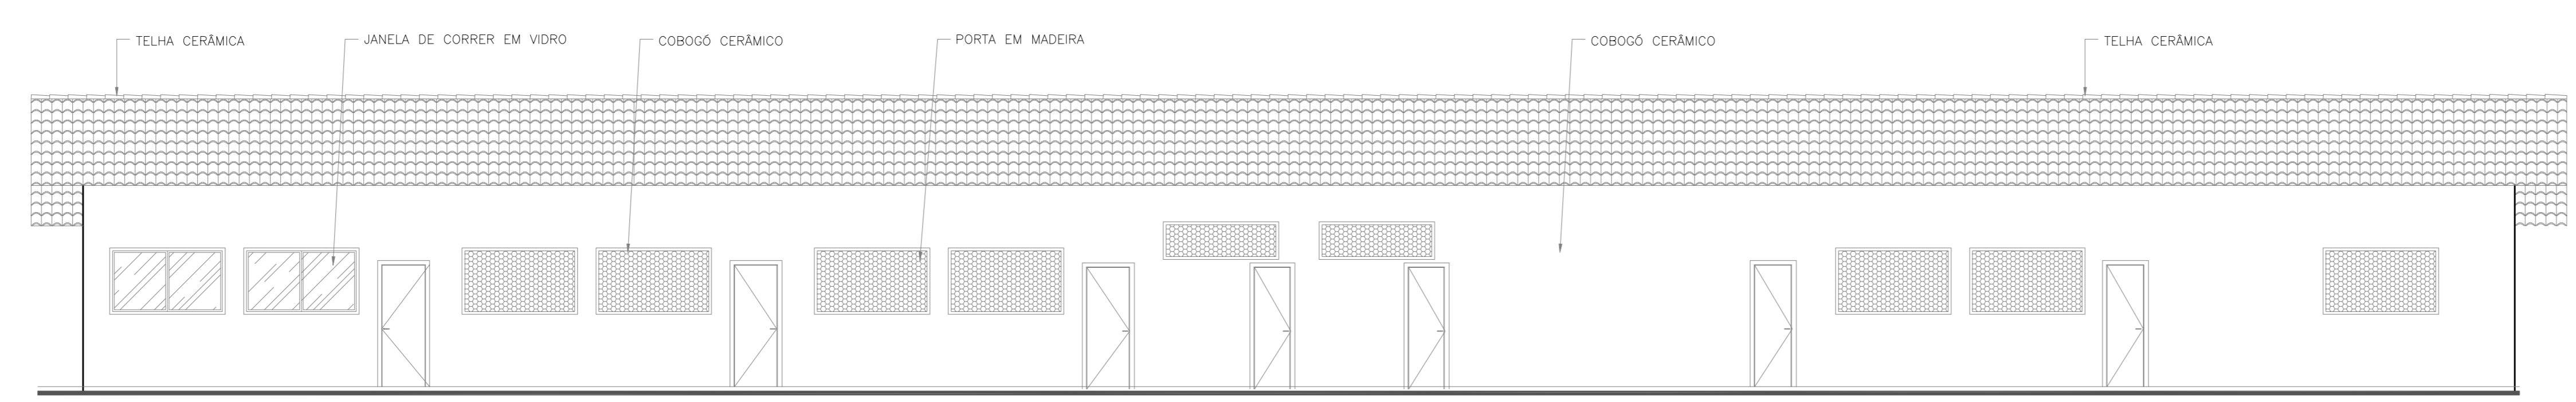 TELHA CERÂMICA
JANELA DE CORRER EM VIDRO
COBOGÓ CERÂMICO
PORTA EM MADEIRA
COBOGÓ CERÂMICO
TELHA CERÂMICA